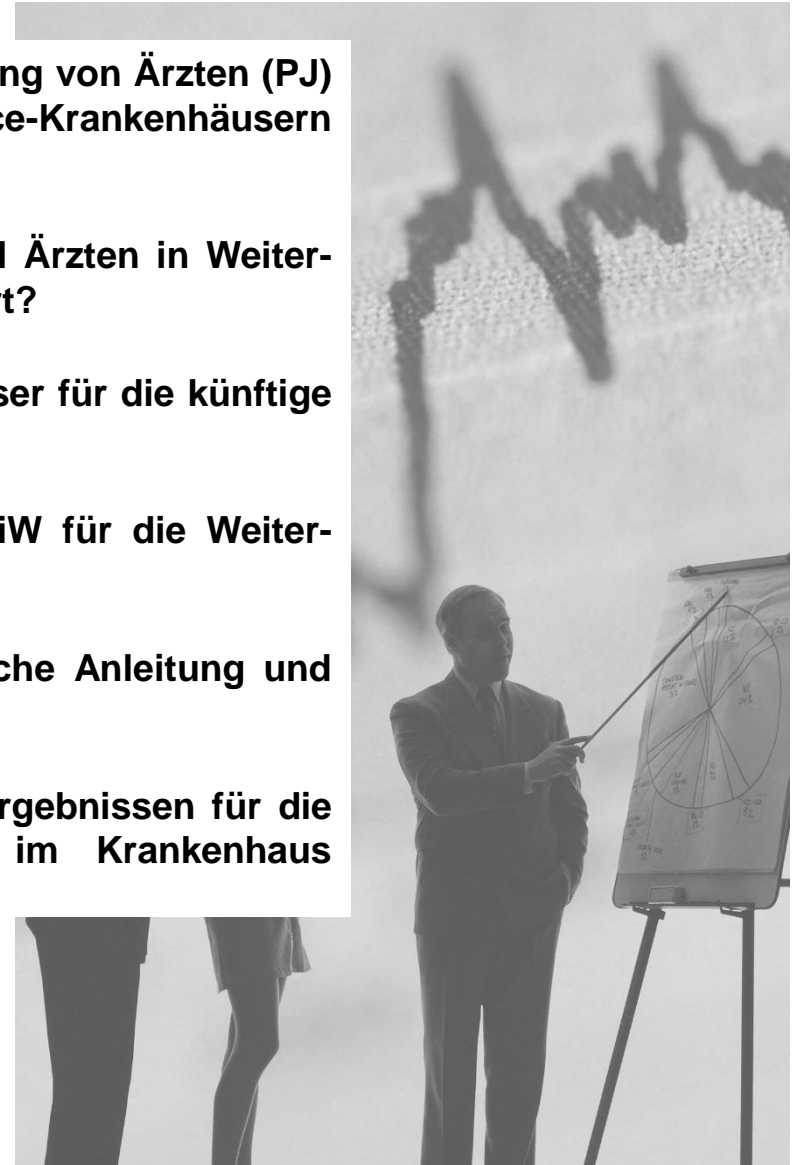 ng von Ärzten (PJ)
ce-Krankenhäusern
d Ärzten in Weiter-
rt?
ser für die künftige
iW für die Weiter-
che Anleitung und
rgebnissen für die
im Krankenhaus